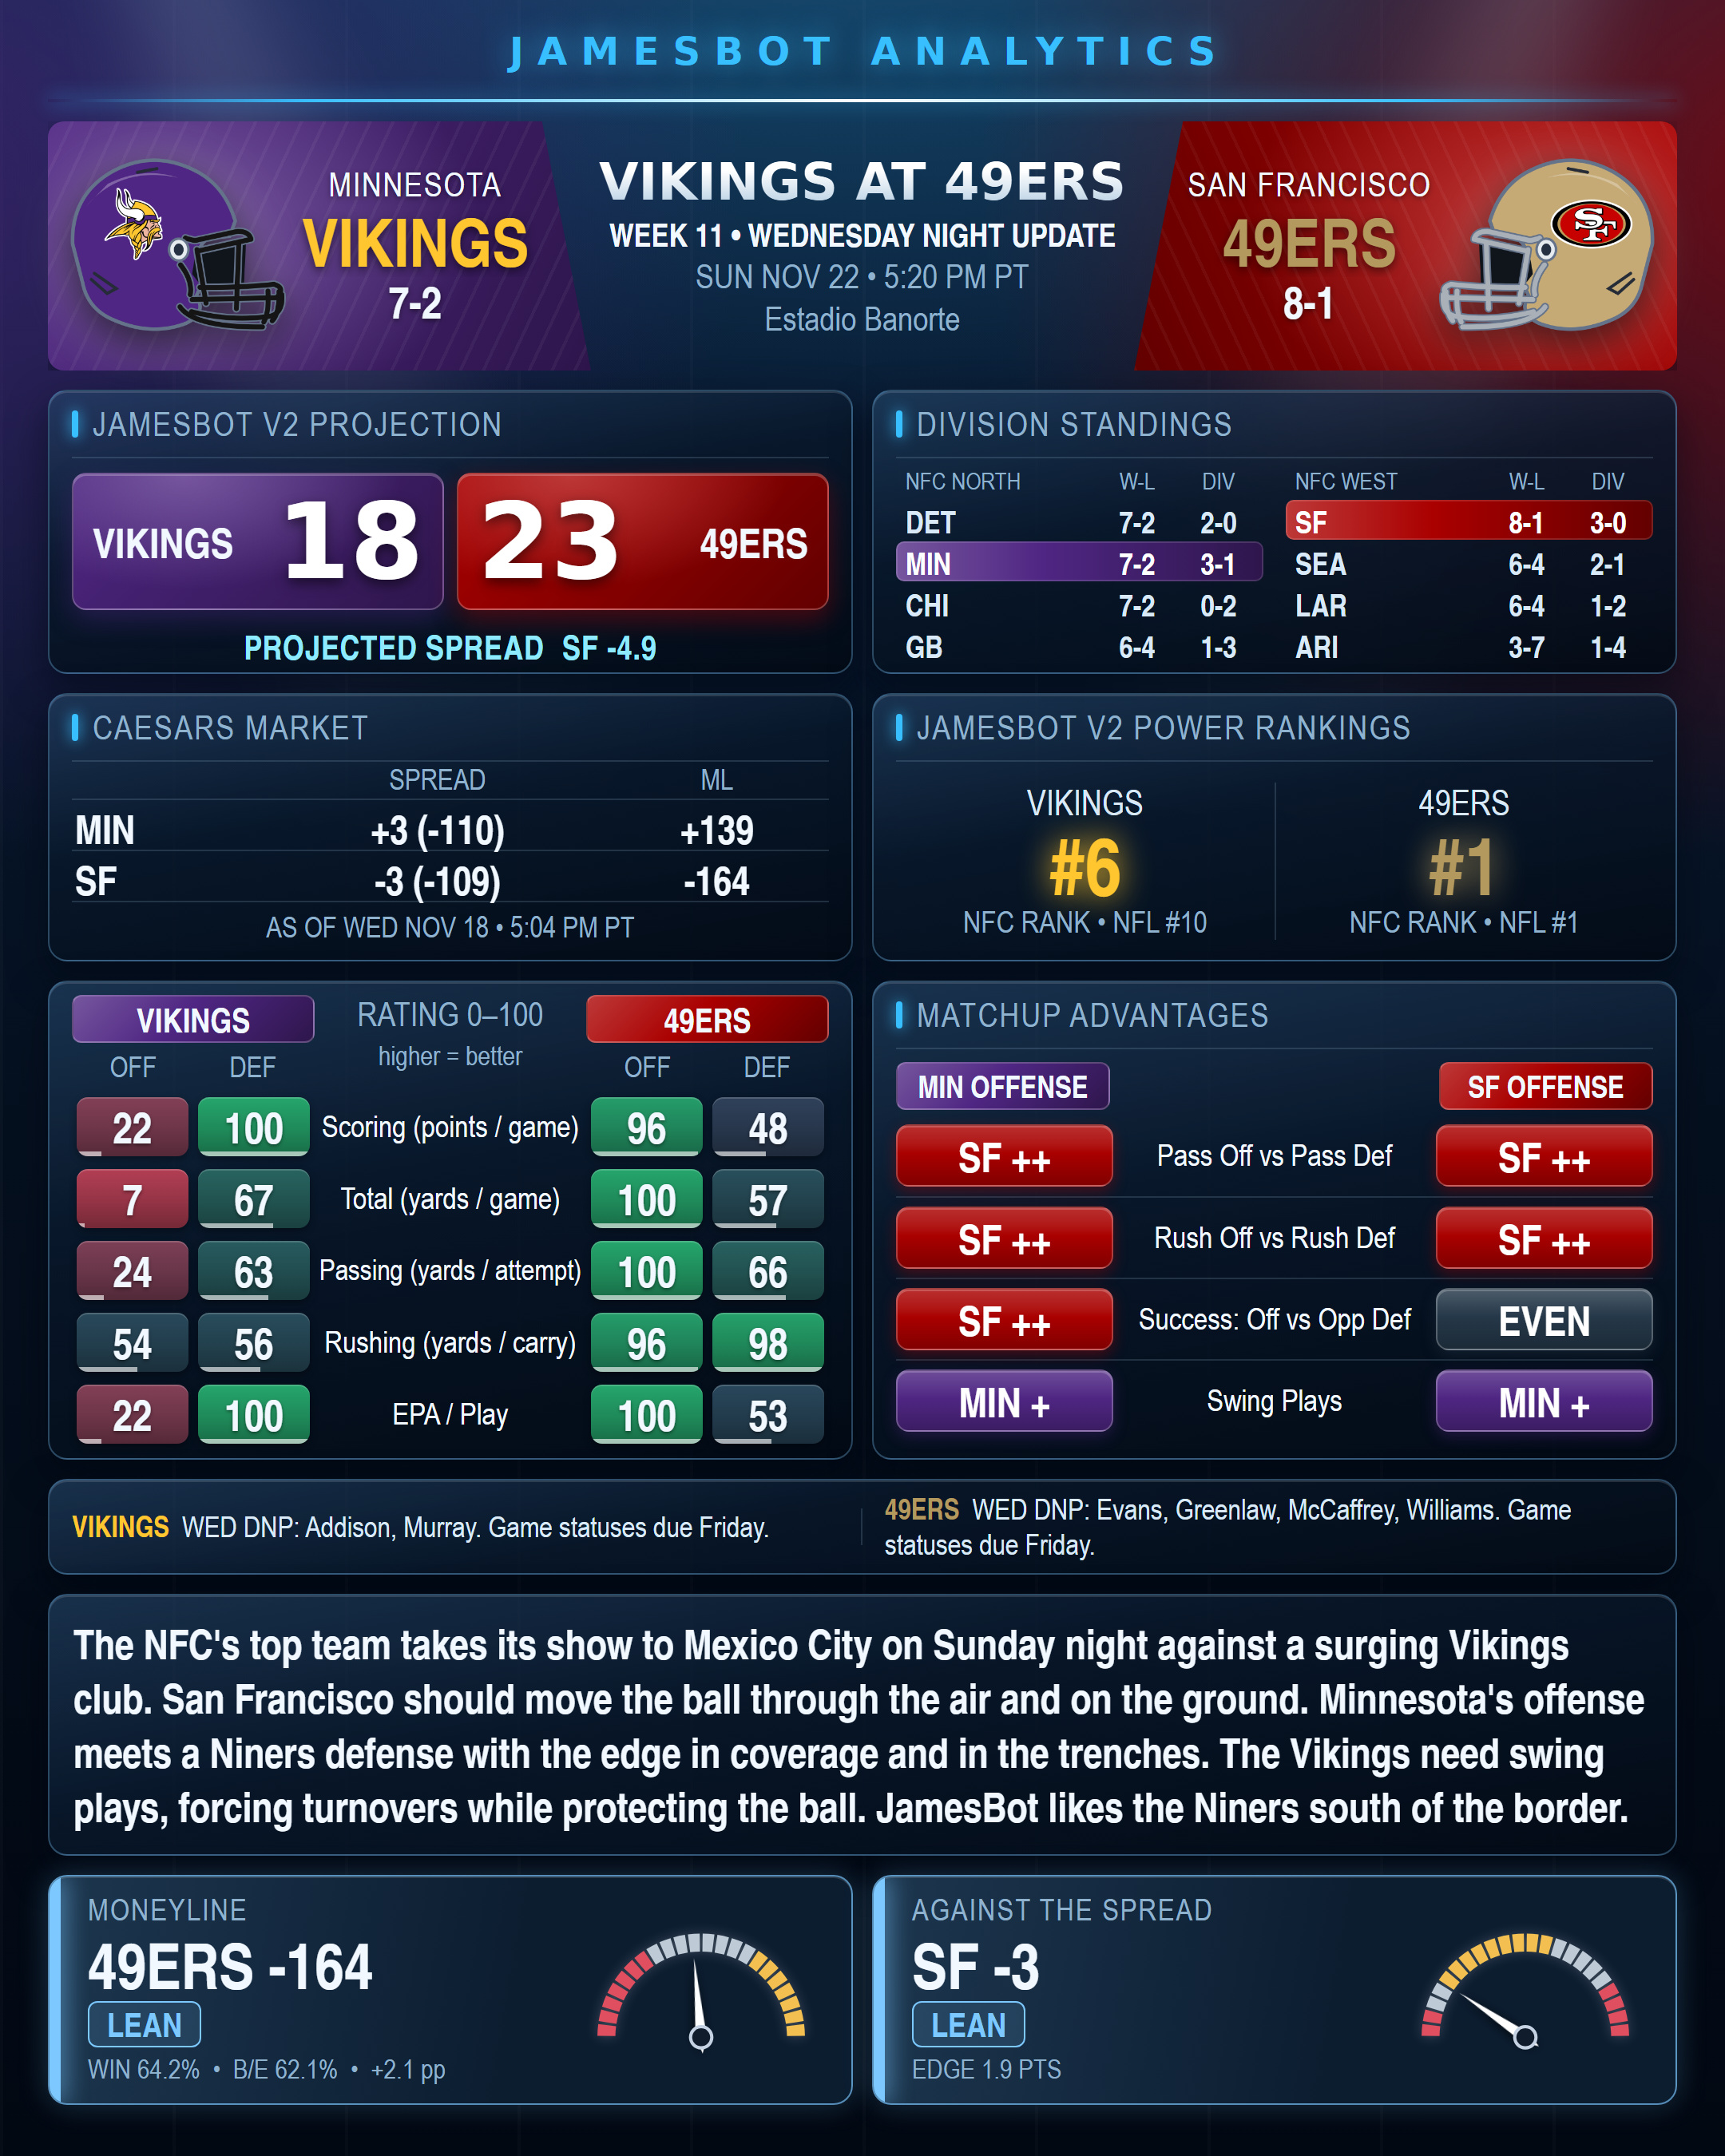 JAMESBOT ANALYTICS
MINNESOTA
VIKINGS
7-2
VIKINGS AT 49ERS
WEEK 11 • WEDNESDAY NIGHT UPDATE
SUN NOV 22 • 5:20 PM PT
Estadio Banorte
SAN FRANCISCO
49ERS
8-1
SF
JAMESBOT V2 PROJECTION
VIKINGS 18 23 49ERS
PROJECTED SPREAD SF -4.9
DIVISION STANDINGS
NFC NORTH W-L DIV NFC WEST W-L DIV
DET 7-2 2-0 SF 8-1 3-0
MIN 7-2 3-1 SEA 6-4 2-1
CHI 7-2 0-2 LAR 6-4 1-2
GB 6-4 1-3 ARI 3-7 1-4
CAESARS MARKET
SPREAD ML
MIN +3 (-110) +139
SF -3 (-109) -164
AS OF WED NOV 18 • 5:04 PM PT
JAMESBOT V2 POWER RANKINGS
VIKINGS 49ERS
#6 #1
NFC RANK • NFL #10 NFC RANK • NFL #1
VIKINGS RATING 0–100 49ERS
OFF DEF higher = better OFF DEF
22 100 Scoring (points / game) 96 48
7 67 Total (yards / game) 100 57
24 63 Passing (yards / attempt) 100 66
54 56 Rushing (yards / carry) 96 98
22 100 EPA / Play 100 53
MATCHUP ADVANTAGES
MIN OFFENSE SF OFFENSE
SF ++ Pass Off vs Pass Def SF ++
SF ++ Rush Off vs Rush Def SF ++
SF ++ Success: Off vs Opp Def EVEN
MIN + Swing Plays MIN +
VIKINGS WED DNP: Addison, Murray. Game statuses due Friday.
49ERS WED DNP: Evans, Greenlaw, McCaffrey, Williams. Game
statuses due Friday.
The NFC's top team takes its show to Mexico City on Sunday night against a surging Vikings
club. San Francisco should move the ball through the air and on the ground. Minnesota's offense
meets a Niners defense with the edge in coverage and in the trenches. The Vikings need swing
plays, forcing turnovers while protecting the ball. JamesBot likes the Niners south of the border.
MONEYLINE
49ERS -164
LEAN
WIN 64.2% • B/E 62.1% • +2.1 pp
AGAINST THE SPREAD
SF -3
LEAN
EDGE 1.9 PTS